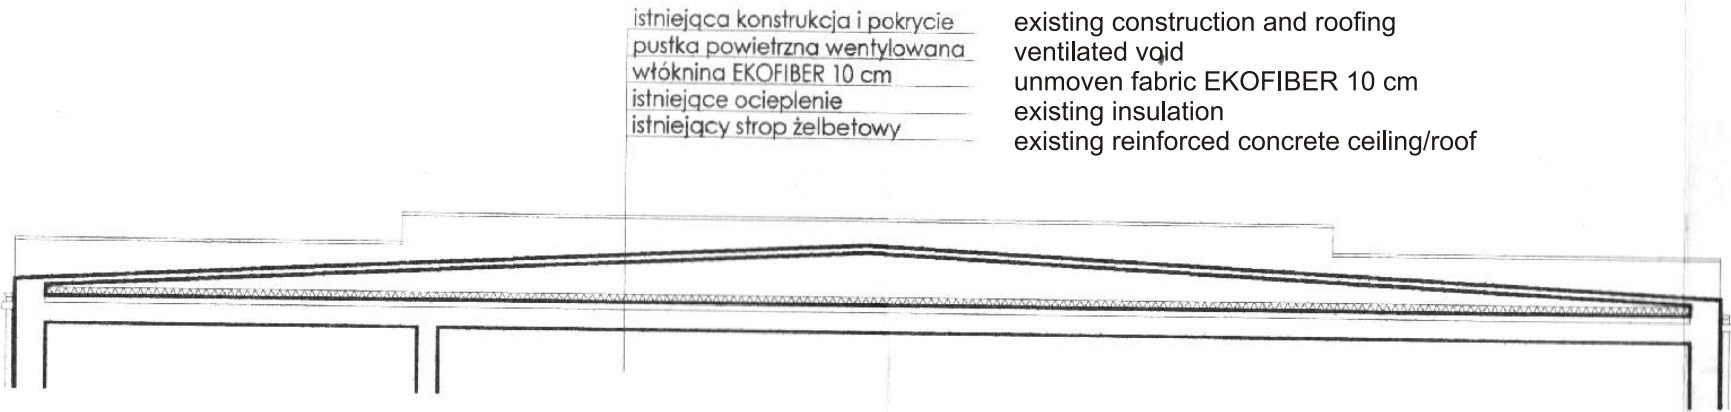 istniejąca konstrukcja i pokrycie existing construction and roofing
pustka powietrzna wentylowana ventilated void
włóknina EKOFIBER 10 cm unmoven fabric EKOFIBER 10 cm
istniejące ocieplenie existing insulation
istniejący strop żelbetowy existing reinforced concrete ceiling/roof